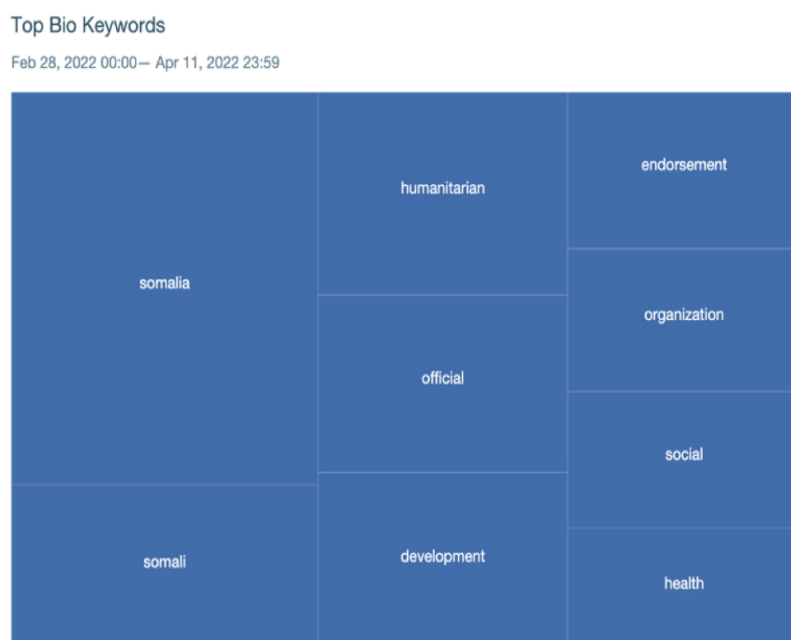 Top Bio Keywords
Feb 28, 2022 00:00— Apr 11, 2022 23:59
somalia
somali
humanitarian
official
development
endorsement
organization
social
health